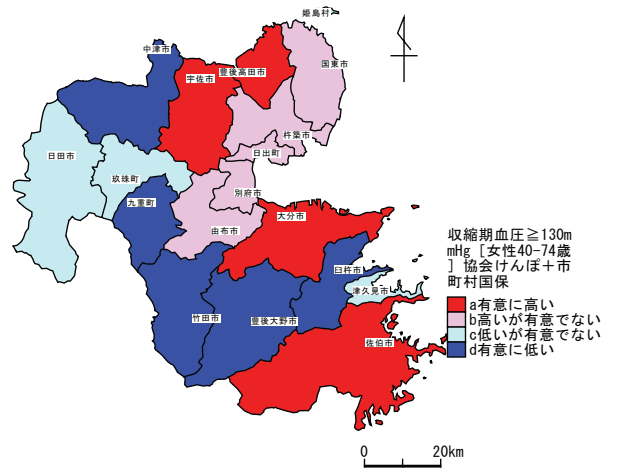 姫島村
中津市
国東市
豊後高田市
宇佐市
杵築市
日出町
日田市
玖珠町
別府市
九重町
大分市
由布市
収縮期血圧≧130m
mHg［女性40-74歳
］協会けんぽ＋市
町村国保
臼杵市
津久見市
a有意に高い
b高いが有意でない
c低いが有意でない
d有意に低い
竹田市
豊後大野市
佐伯市
0 20km